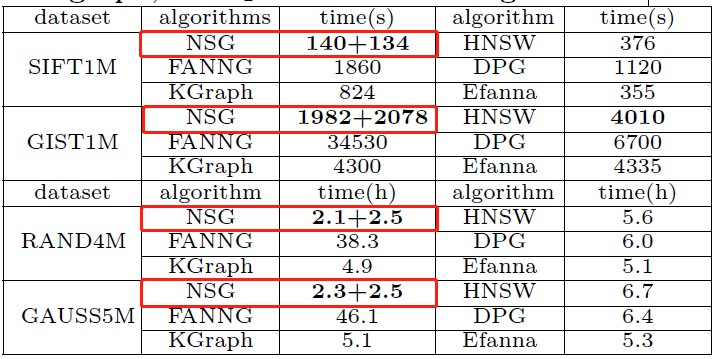 dataset algorithms time(s) algorithm time(s)
SIFT1M NSG 140+134 HNSW 376
FANNG 1860 DPG 1120
KGraph 824 Efanna 355
GIST1M NSG 1982+2078 HNSW 4010
FANNG 34530 DPG 6700
KGraph 4300 Efanna 4335
dataset algorithm time(h) algorithm time(h)
RAND4M NSG 2.1+2.5 HNSW 5.6
FANNG 38.3 DPG 6.0
KGraph 4.9 Efanna 5.1
GAUSS5M NSG 2.3+2.5 HNSW 6.7
FANNG 46.1 DPG 6.4
KGraph 5.1 Efanna 5.3